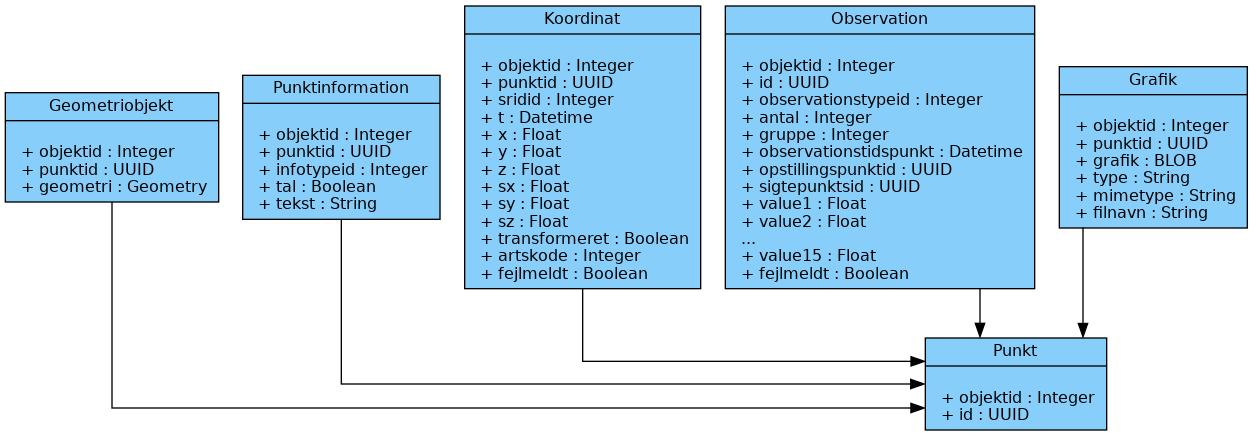 Geometriobjekt
+ objektid : Integer
+ punktid : UUID
+ geometri : Geometry
Punktinformation
+ objektid : Integer
+ punktid : UUID
+ infotypeid : Integer
+ tal : Boolean
+ tekst : String
Koordinat
+ objektid : Integer
+ punktid : UUID
+ sridid : Integer
+ t : Datetime
+ x : Float
+ y : Float
+ z : Float
+ sx : Float
+ sy : Float
+ sz : Float
+ transformeret : Boolean
+ artskode : Integer
+ fejlmeldt : Boolean
Observation
+ objektid : Integer
+ id : UUID
+ observationstypeid : Integer
+ antal : Integer
+ gruppe : Integer
+ observationstidspunkt : Datetime
+ opstillingspunktid : UUID
+ sigtepunktsid : UUID
+ value1 : Float
+ value2 : Float
...
+ value15 : Float
+ fejlmeldt : Boolean
Grafik
+ objektid : Integer
+ punktid : UUID
+ grafik : BLOB
+ type : String
+ mimetype : String
+ filnavn : String
Punkt
+ objektid : Integer
+ id : UUID